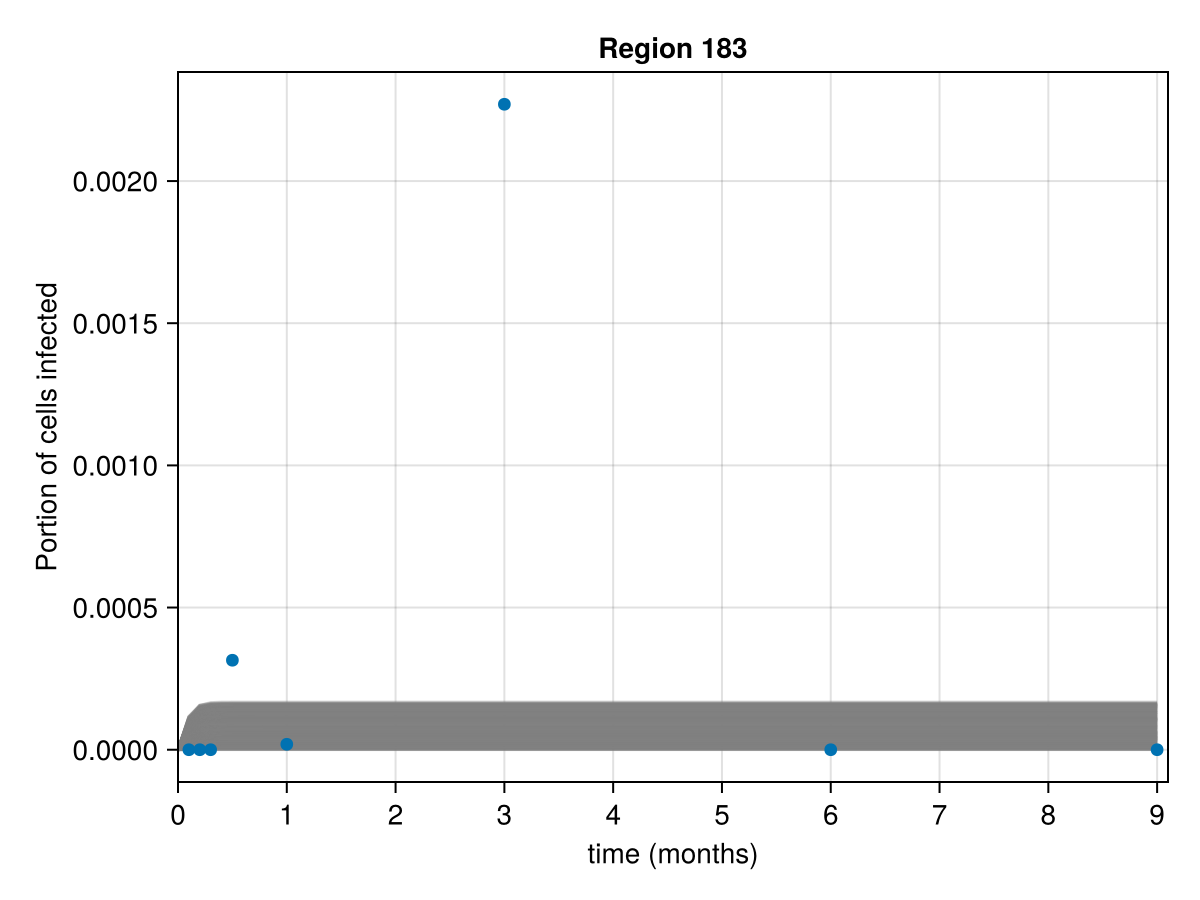 Region 183
Portion of cells infected
0.0020
0.0015
0.0010
0.0005
0.0000
0 1 2 3 4 5 6 7 8 9
time (months)